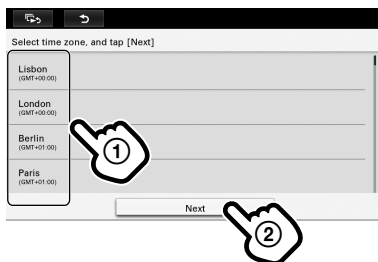 Select time zone, and tap [Next]
Lisbon
(GMT+00:00)
London
(GMT+00:00)
Berlin
(GMT+01:00)
Paris
(GMT+01:00)
①
Next
②